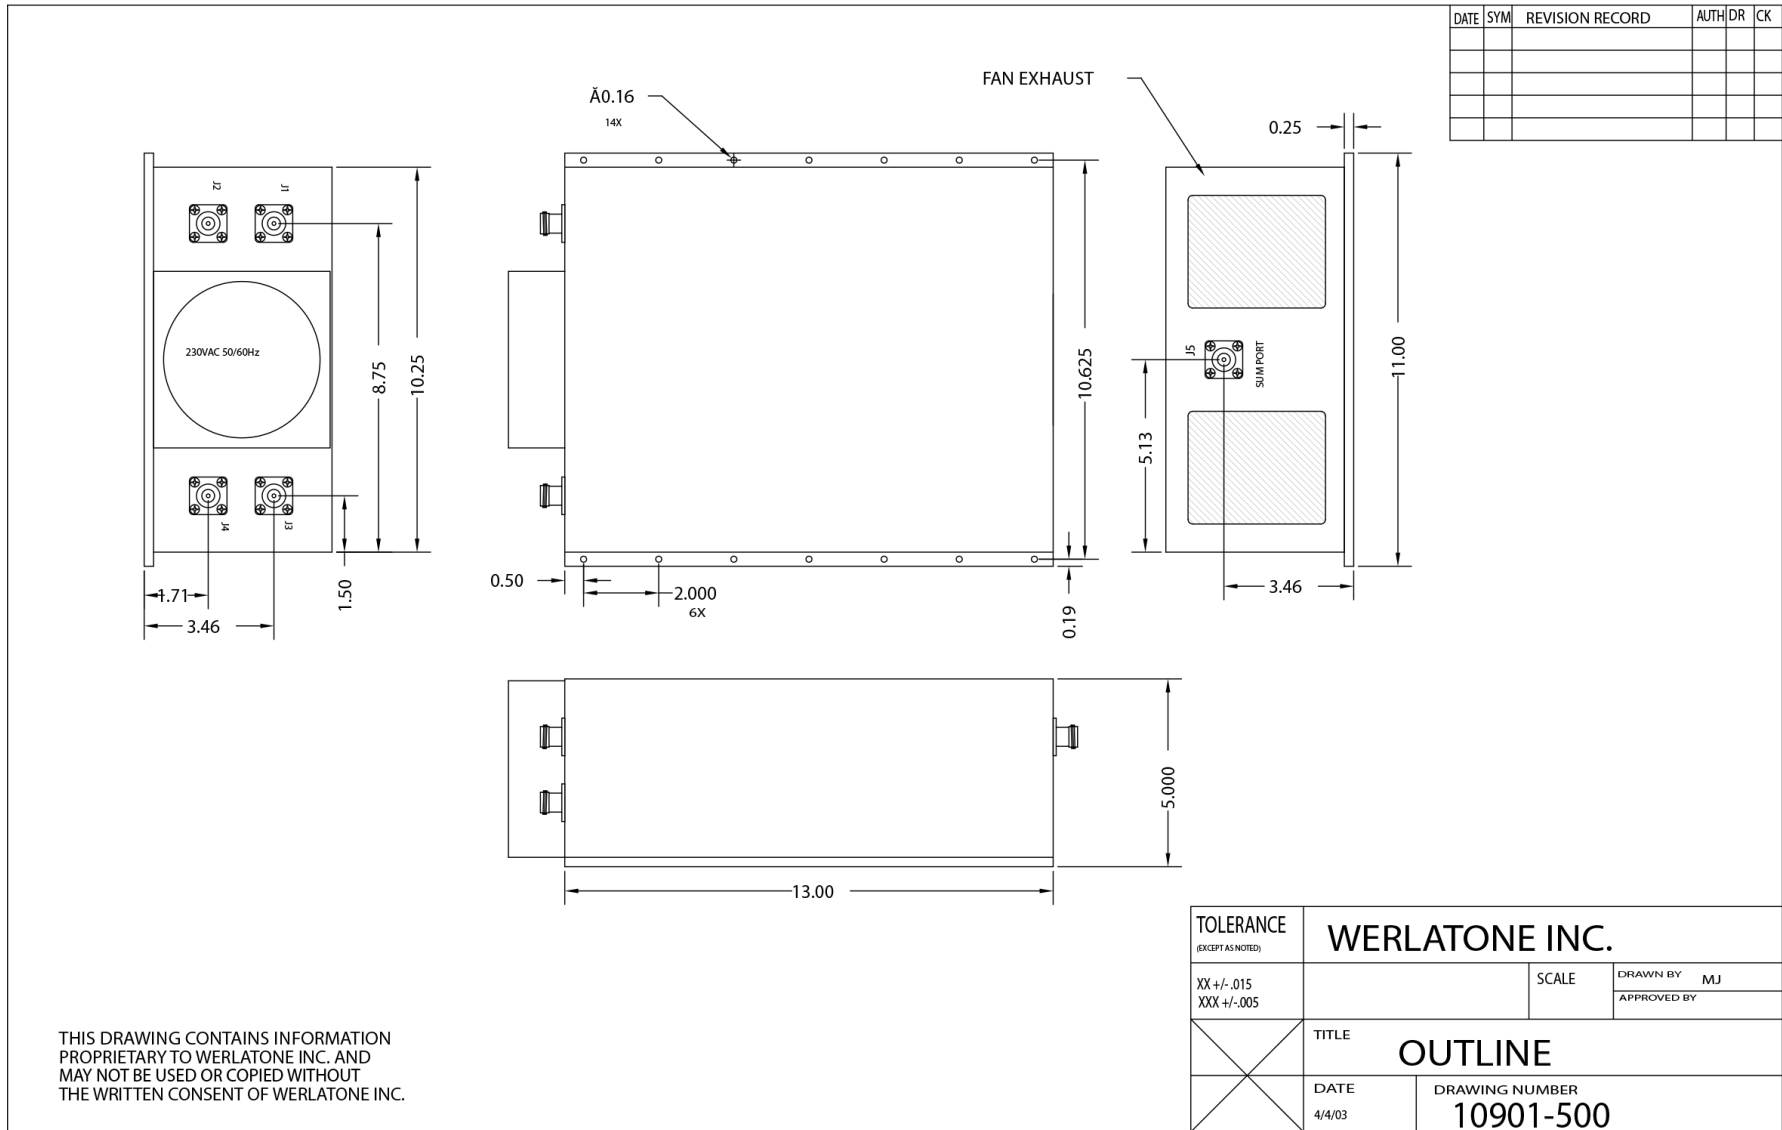 DATE SYM REVISION RECORD AUTH DR CK
FAN EXHAUST
Ă0.16
14X
0.25
J2 J1
230VAC 50/60Hz
8.75
10.25
J4 J3
1.71
3.46
1.50
10.625
0.50
2.000
6X
0.19
J5
SUM PORT
5.13
11.00
3.46
5.000
13.00
TOLERANCE
(EXCEPT AS NOTED)
WERLATONE INC.
XX +/- .015
XXX +/-.005
SCALE
DRAWN BY MJ
APPROVED BY
TITLE
OUTLINE
DATE
4/4/03
DRAWING NUMBER
10901-500
THIS DRAWING CONTAINS INFORMATION
PROPRIETARY TO WERLATONE INC. AND
MAY NOT BE USED OR COPIED WITHOUT
THE WRITTEN CONSENT OF WERLATONE INC.